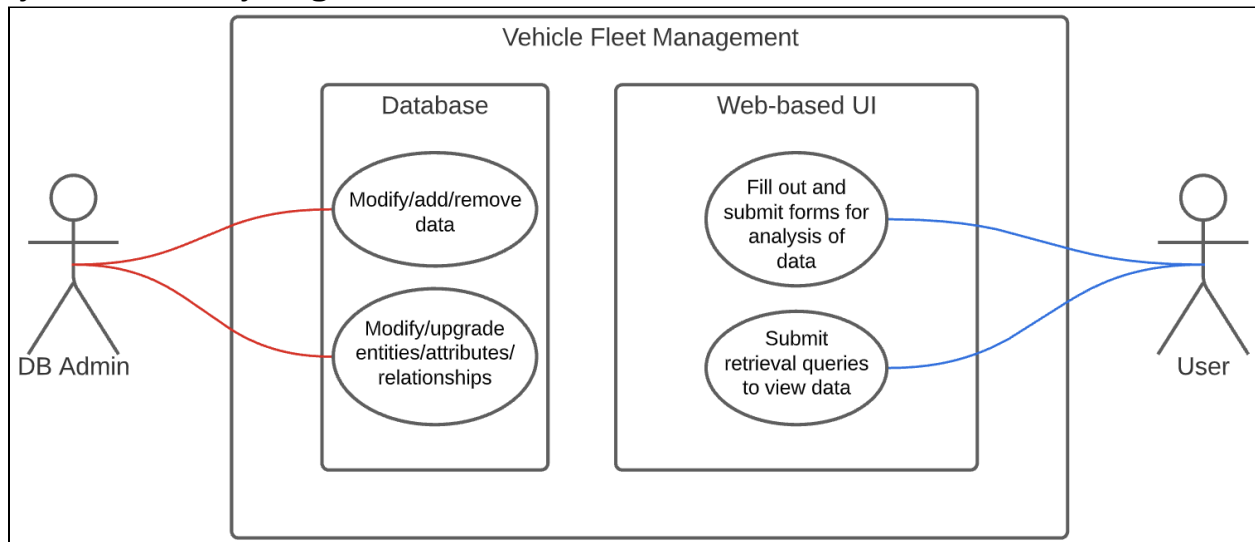 Vehicle Fleet Management
Database
Web-based UI
Modify/add/remove
data
Modify/upgrade
entities/attributes/
relationships
Fill out and
submit forms for
analysis of
data
Submit
retrieval queries
to view data
DB Admin
User